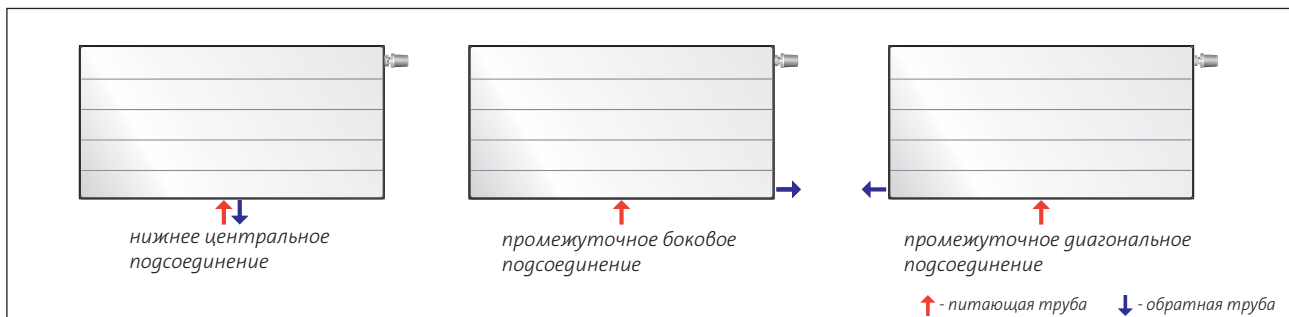 нижнее центральное
подсоединение
промежуточное боковое
подсоединение
промежуточное диагональное
подсоединение
- питающая труба
- обратная труба